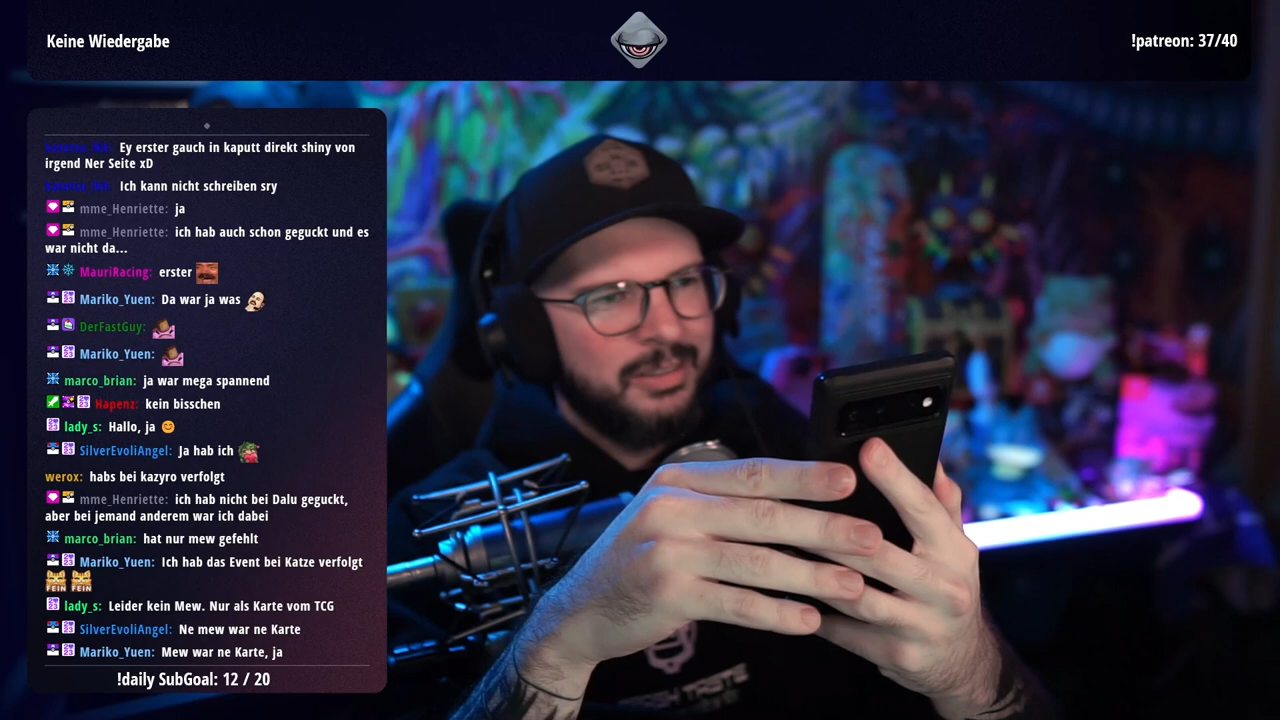 Keine Wiedergabe
!patreon: 37/40
Ey erster gauch in kaputt direkt shiny von
irgend Ner Seite xD
Ich kann nicht schreiben sry
mme_Henriette: ja
mme_Henriette: ich hab auch schon geguckt und es
war nicht da...
MauriRacing: erster
Mariko_Yuen: Da war ja was
DerFastGuy:
Mariko_Yuen:
marco_brian: ja war mega spannend
Hapenz: kein bisschen
lady_s: Hallo, ja 😊
SilverEvoliAngel: Ja hab ich
werox: habs bei kazyro verfolgt
mme_Henriette: ich hab nicht bei Dalu geguckt,
aber bei jemand anderem war ich dabei
marco_brian: hat nur mew gefehlt
Mariko_Yuen: Ich hab das Event bei Katze verfolgt
FEIN FEIN
lady_s: Leider kein Mew. Nur als Karte vom TCG
SilverEvoliAngel: Ne mew war ne Karte
Mariko_Yuen: Mew war ne Karte, ja
!daily SubGoal: 12 / 20